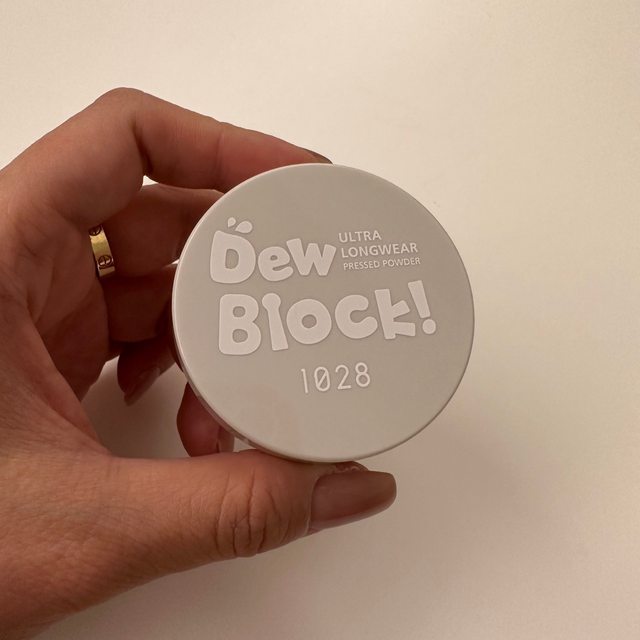 Dew ULTRA
LONGWEAR
PRESSED POWDER
Block!
1028